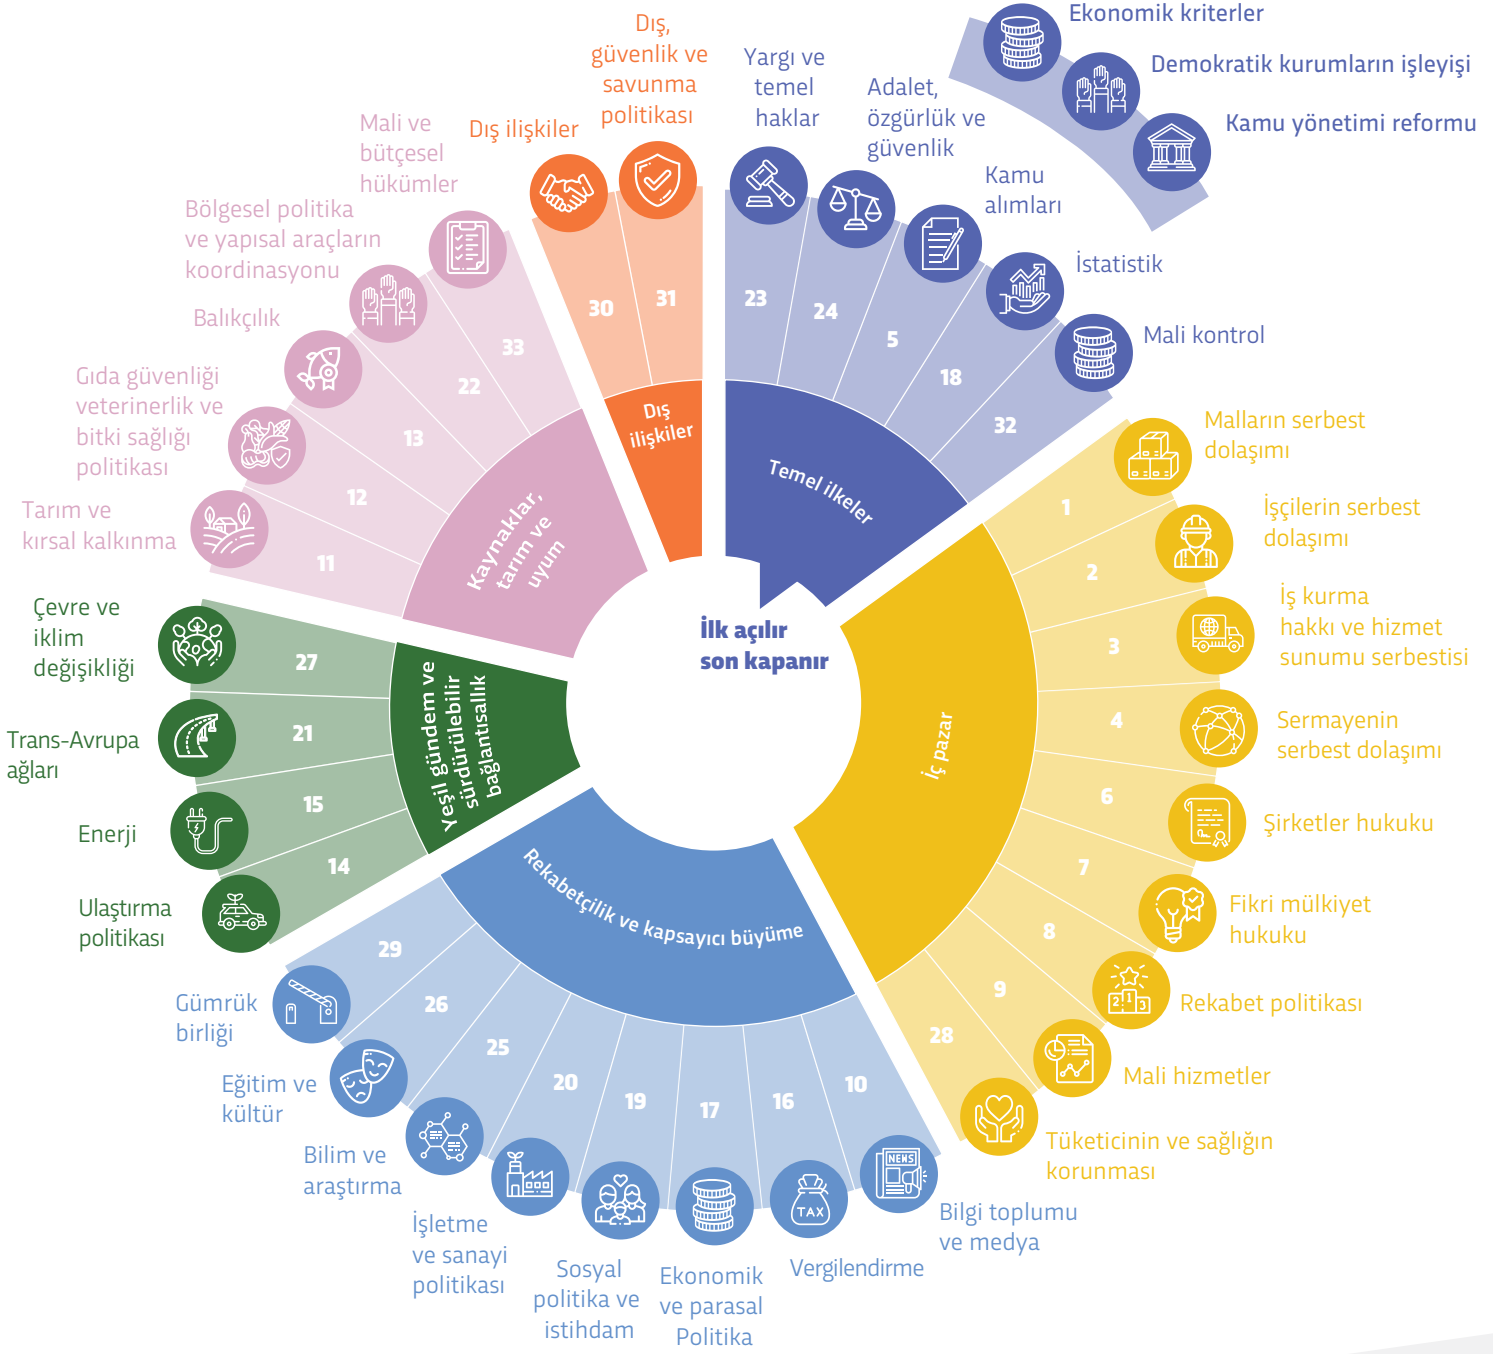 Ekonomik kriterler
Demokratik kurumların işleyişi
Kamu yönetimi reformu
Yargı ve
temel
haklar
Adalet,
özgürlük ve
güvenlik
Kamu
alımları
İstatistik
Mali kontrol
23
24
5
18
32
Temel ilkeler
İlk açılır
son kapanır
Malların serbest
dolaşımı
İşçilerin serbest
dolaşımı
İş kurma
hakkı ve hizmet
sunumu serbestisi
Sermayenin
serbest dolaşımı
Şirketler hukuku
Fikri mülkiyet
hukuku
Rekabet politikası
Mali hizmetler
Tüketicinin ve sağlığın
korunması
1
2
3
4
6
7
8
9
28
İç pazar
2 1 3
Bilgi toplumu
ve medya
Vergilendirme
Ekonomik
ve parasal
Politika
Sosyal
politika ve
istihdam
İşletme
ve sanayi
politikası
Bilim ve
araştırma
Eğitim ve
kültür
Gümrük
birliği
10
16
17
19
20
25
26
29
NEWS
TAX
Rekabetçilik ve kapsayıcı büyüme
Ulaştırma
politikası
Enerji
Trans-Avrupa
ağları
Çevre ve
iklim
değişikliği
14
15
21
27
Yeşil gündem ve
sürdürülebilir
bağlantısallık
Tarım ve
kırsal kalkınma
Gıda güvenliği
veterinerlik ve
bitki sağlığı
politikası
Balıkçılık
Bölgesel politika
ve yapısal araçların
koordinasyonu
Mali ve
bütçesel
hükümler
11
12
13
22
33
Kaynaklar,
tarım ve
uyum
Dış ilişkiler
Dış,
güvenlik ve
savunma
politikası
30
31
Dış
ilişkiler